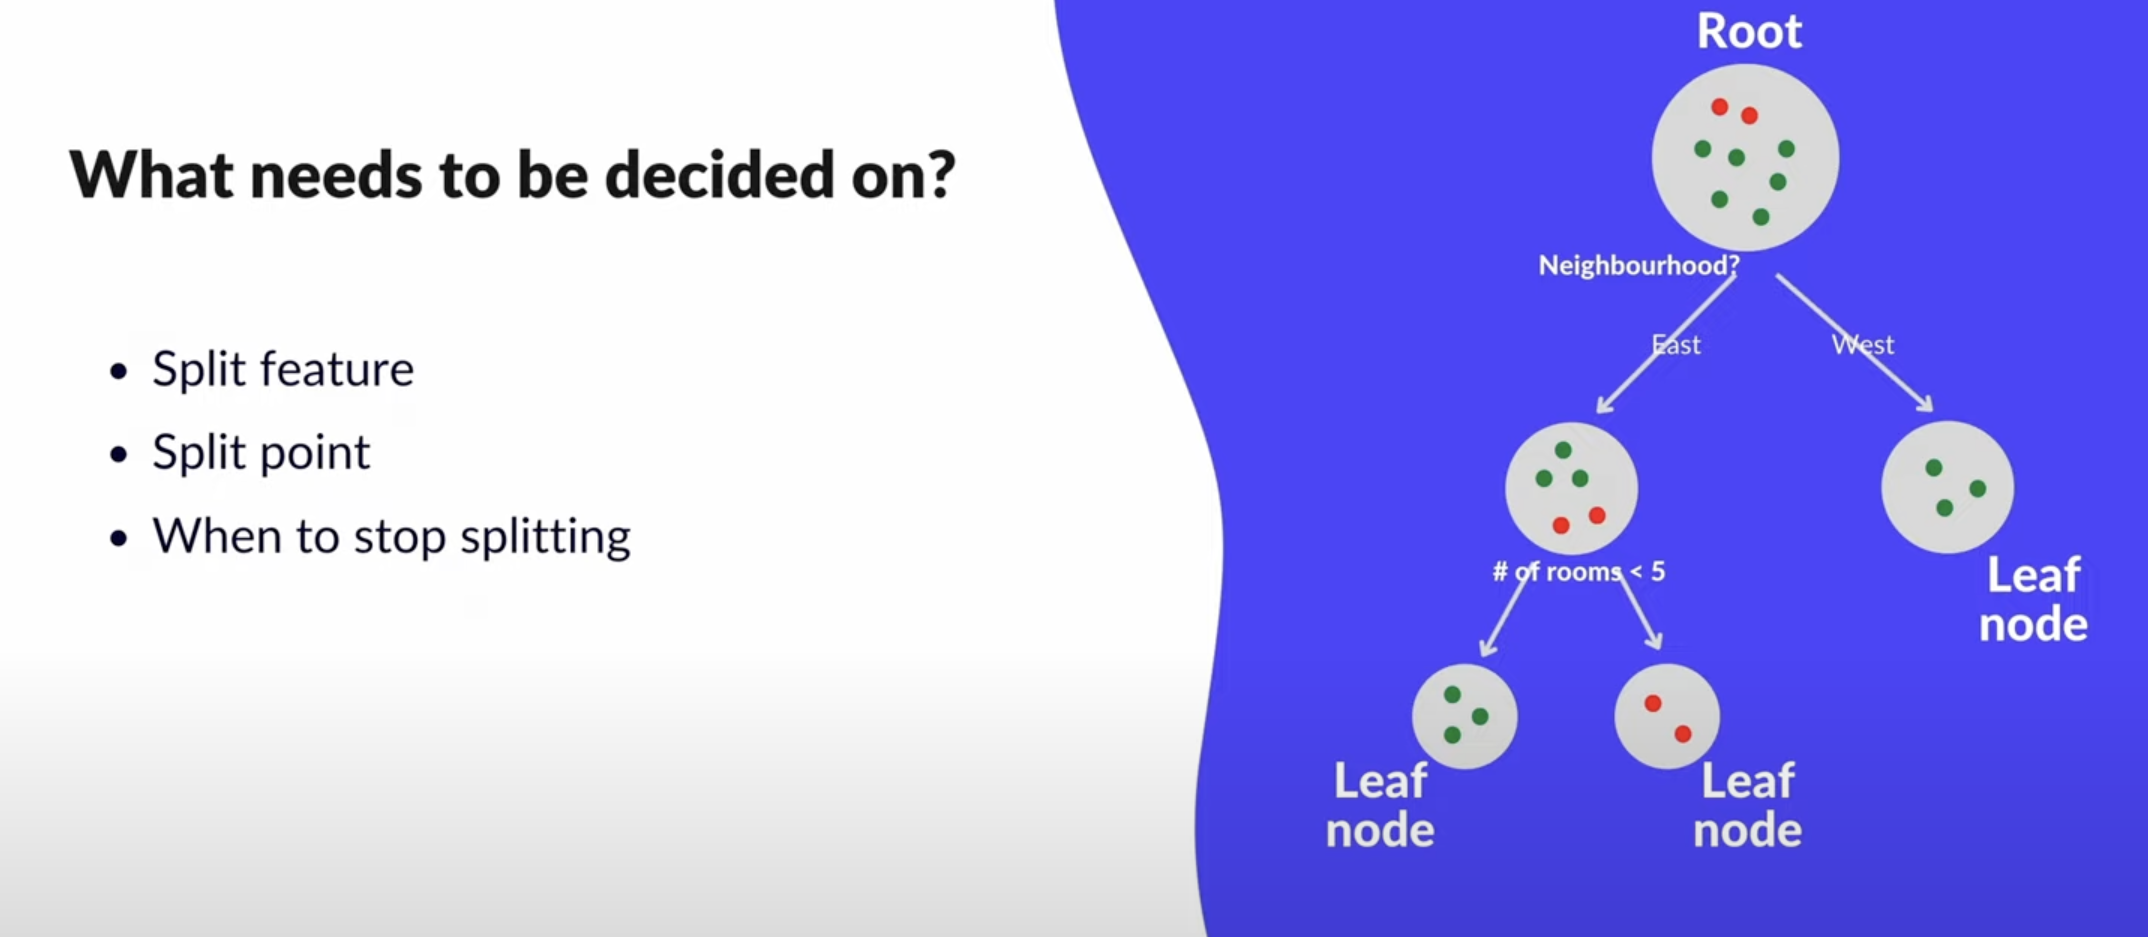 What needs to be decided on?
Split feature
Split point
When to stop splitting
Root
Neighbourhood?
East
West
# of rooms < 5
Leaf
node
Leaf
node
Leaf
node